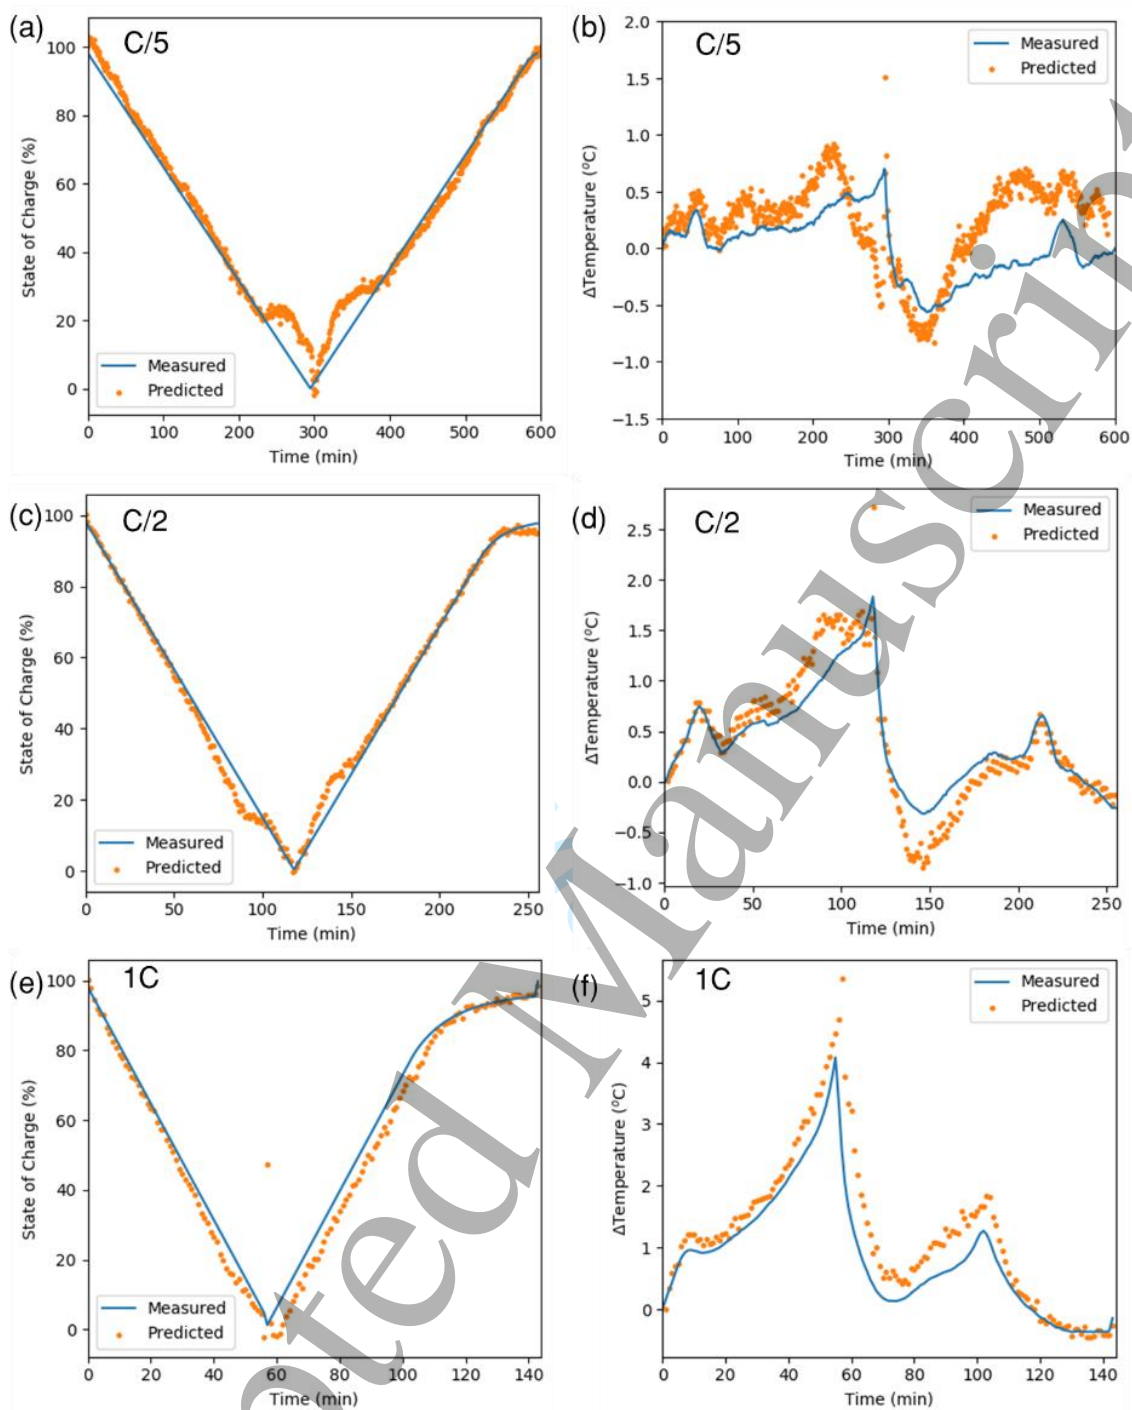 (a)
C/5
State of Charge (%)
100
80
60
40
20
0
Measured
Predicted
0 100 200 300 400 500 600
Time (min)
(b)
C/5
ΔTemperature (°C)
2.0
1.5
1.0
0.5
0.0
−0.5
−1.0
−1.5
Measured
Predicted
0 100 200 300 400 500 600
Time (min)
(c)
C/2
State of Charge (%)
100
80
60
40
20
0
Measured
Predicted
0 50 100 150 200 250
Time (min)
(d)
C/2
ΔTemperature (°C)
2.5
2.0
1.5
1.0
0.5
0.0
−0.5
−1.0
Measured
Predicted
0 50 100 150 200 250
Time (min)
(e)
1C
State of Charge (%)
100
80
60
40
20
0
Measured
Predicted
0 20 40 60 80 100 120 140
Time (min)
(f)
1C
ΔTemperature (°C)
5
4
3
2
1
0
Measured
Predicted
0 20 40 60 80 100 120 140
Time (min)
pted Manuscrip